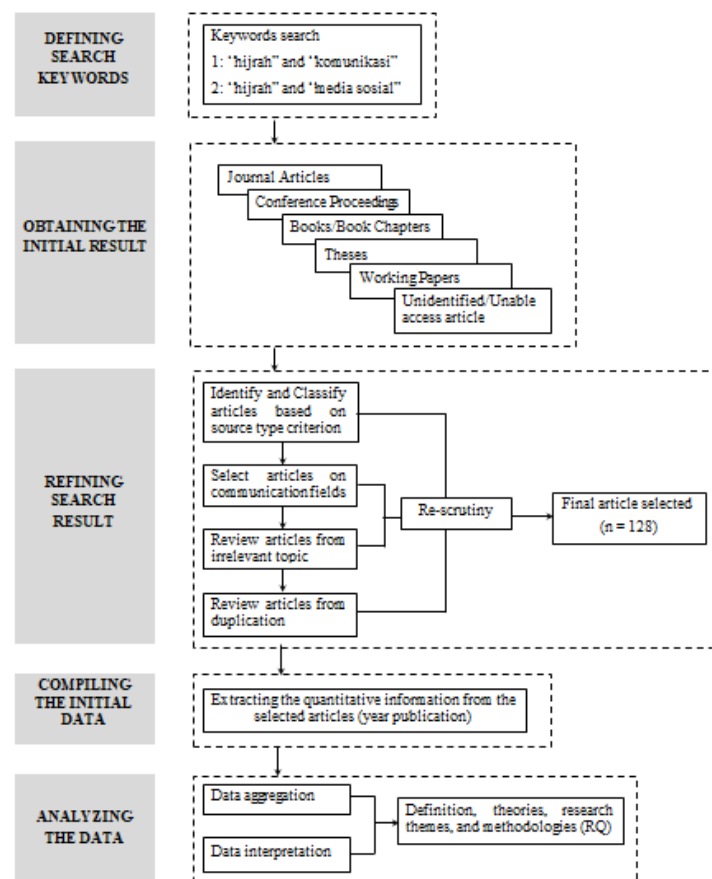 DEFINING
SEARCH
KEYWORDS
Keywords search
1: “hijrah” and “komunikasi”
2: “hijrah” and “media sosial”
OBTAINING THE
INITIAL RESULT
Journal Articles
Conference Proceedings
Books/Book Chapters
Theses
Working Papers
Unidentified/Unable
access article
REFINING
SEARCH
RESULT
Identify and Classify
articles based on
source type criterion
Select articles on
communication fields
Review articles from
irrelevant topic
Review articles from
duplication
Re-scrutiny
Final article selected
(n = 128)
COMPILING
THE INITIAL
DATA
Extracting the quantitative information from the
selected articles (year publication)
ANALYZING
THE DATA
Data aggregation
Data interpretation
Definition, theories, research
themes, and methodologies (RQ)